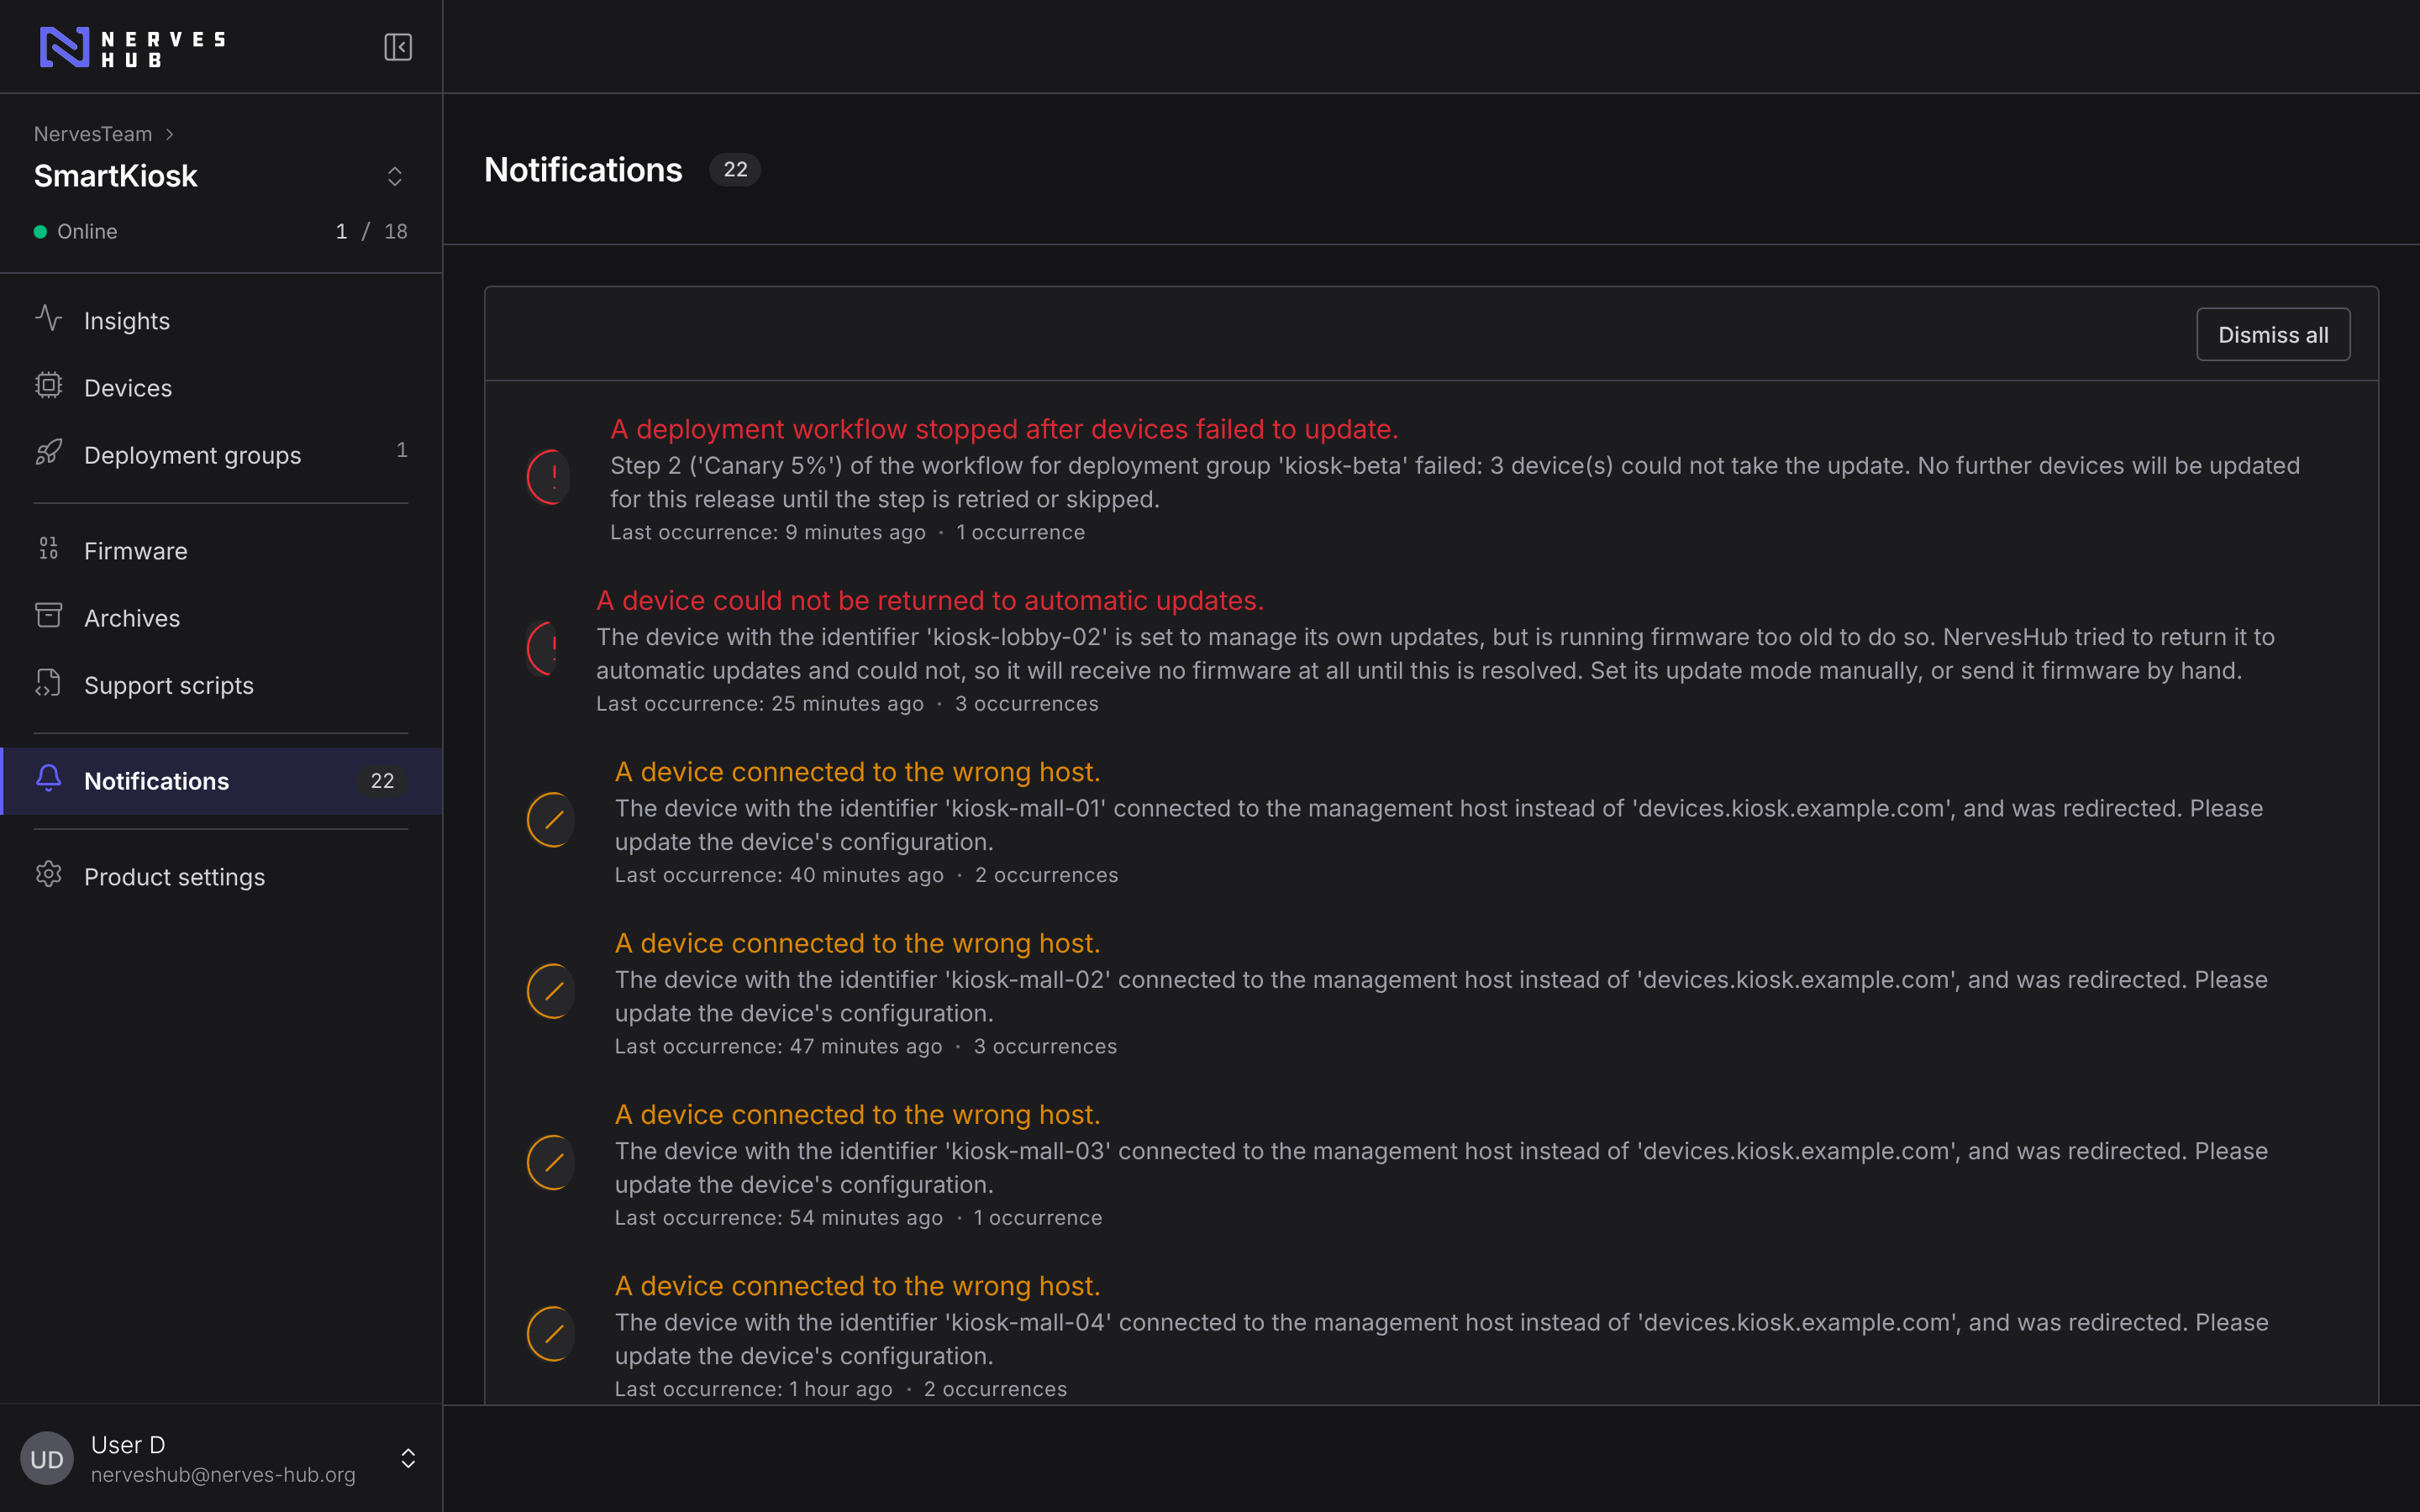 NERVES
HUB
NervesTeam
SmartKiosk
Online 1 / 18
Insights
Devices
Deployment groups 1
Firmware
Archives
Support scripts
Notifications 22
Product settings
User D
UD
nerveshub@nerves-hub.org
Notifications 22
Dismiss all
A deployment workflow stopped after devices failed to update.
Step 2 ('Canary 5%') of the workflow for deployment group 'kiosk-beta' failed: 3 device(s) could not take the update. No further devices will be updated
for this release until the step is retried or skipped.
Last occurrence: 9 minutes ago · 1 occurrence
A device could not be returned to automatic updates.
The device with the identifier 'kiosk-lobby-02' is set to manage its own updates, but is running firmware too old to do so. NervesHub tried to return it to
automatic updates and could not, so it will receive no firmware at all until this is resolved. Set its update mode manually, or send it firmware by hand.
Last occurrence: 25 minutes ago · 3 occurrences
A device connected to the wrong host.
The device with the identifier 'kiosk-mall-01' connected to the management host instead of 'devices.kiosk.example.com', and was redirected. Please
update the device's configuration.
Last occurrence: 40 minutes ago · 2 occurrences
A device connected to the wrong host.
The device with the identifier 'kiosk-mall-02' connected to the management host instead of 'devices.kiosk.example.com', and was redirected. Please
update the device's configuration.
Last occurrence: 47 minutes ago · 3 occurrences
A device connected to the wrong host.
The device with the identifier 'kiosk-mall-03' connected to the management host instead of 'devices.kiosk.example.com', and was redirected. Please
update the device's configuration.
Last occurrence: 54 minutes ago · 1 occurrence
A device connected to the wrong host.
The device with the identifier 'kiosk-mall-04' connected to the management host instead of 'devices.kiosk.example.com', and was redirected. Please
update the device's configuration.
Last occurrence: 1 hour ago · 2 occurrences